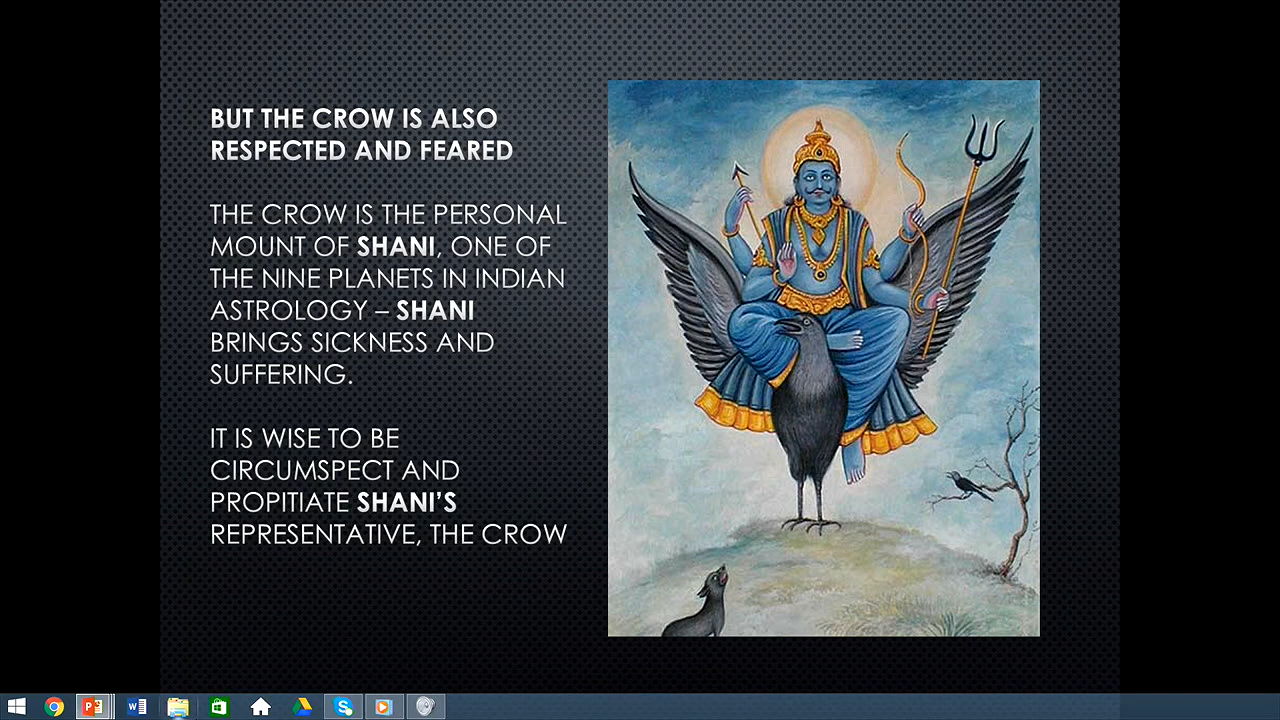 BUT THE CROW IS ALSO
RESPECTED AND FEARED
THE CROW IS THE PERSONAL
MOUNT OF SHANI, ONE OF
THE NINE PLANETS IN INDIAN
ASTROLOGY – SHANI
BRINGS SICKNESS AND
SUFFERING.
IT IS WISE TO BE
CIRCUMSPECT AND
PROPITIATE SHANI'S
REPRESENTATIVE, THE CROW